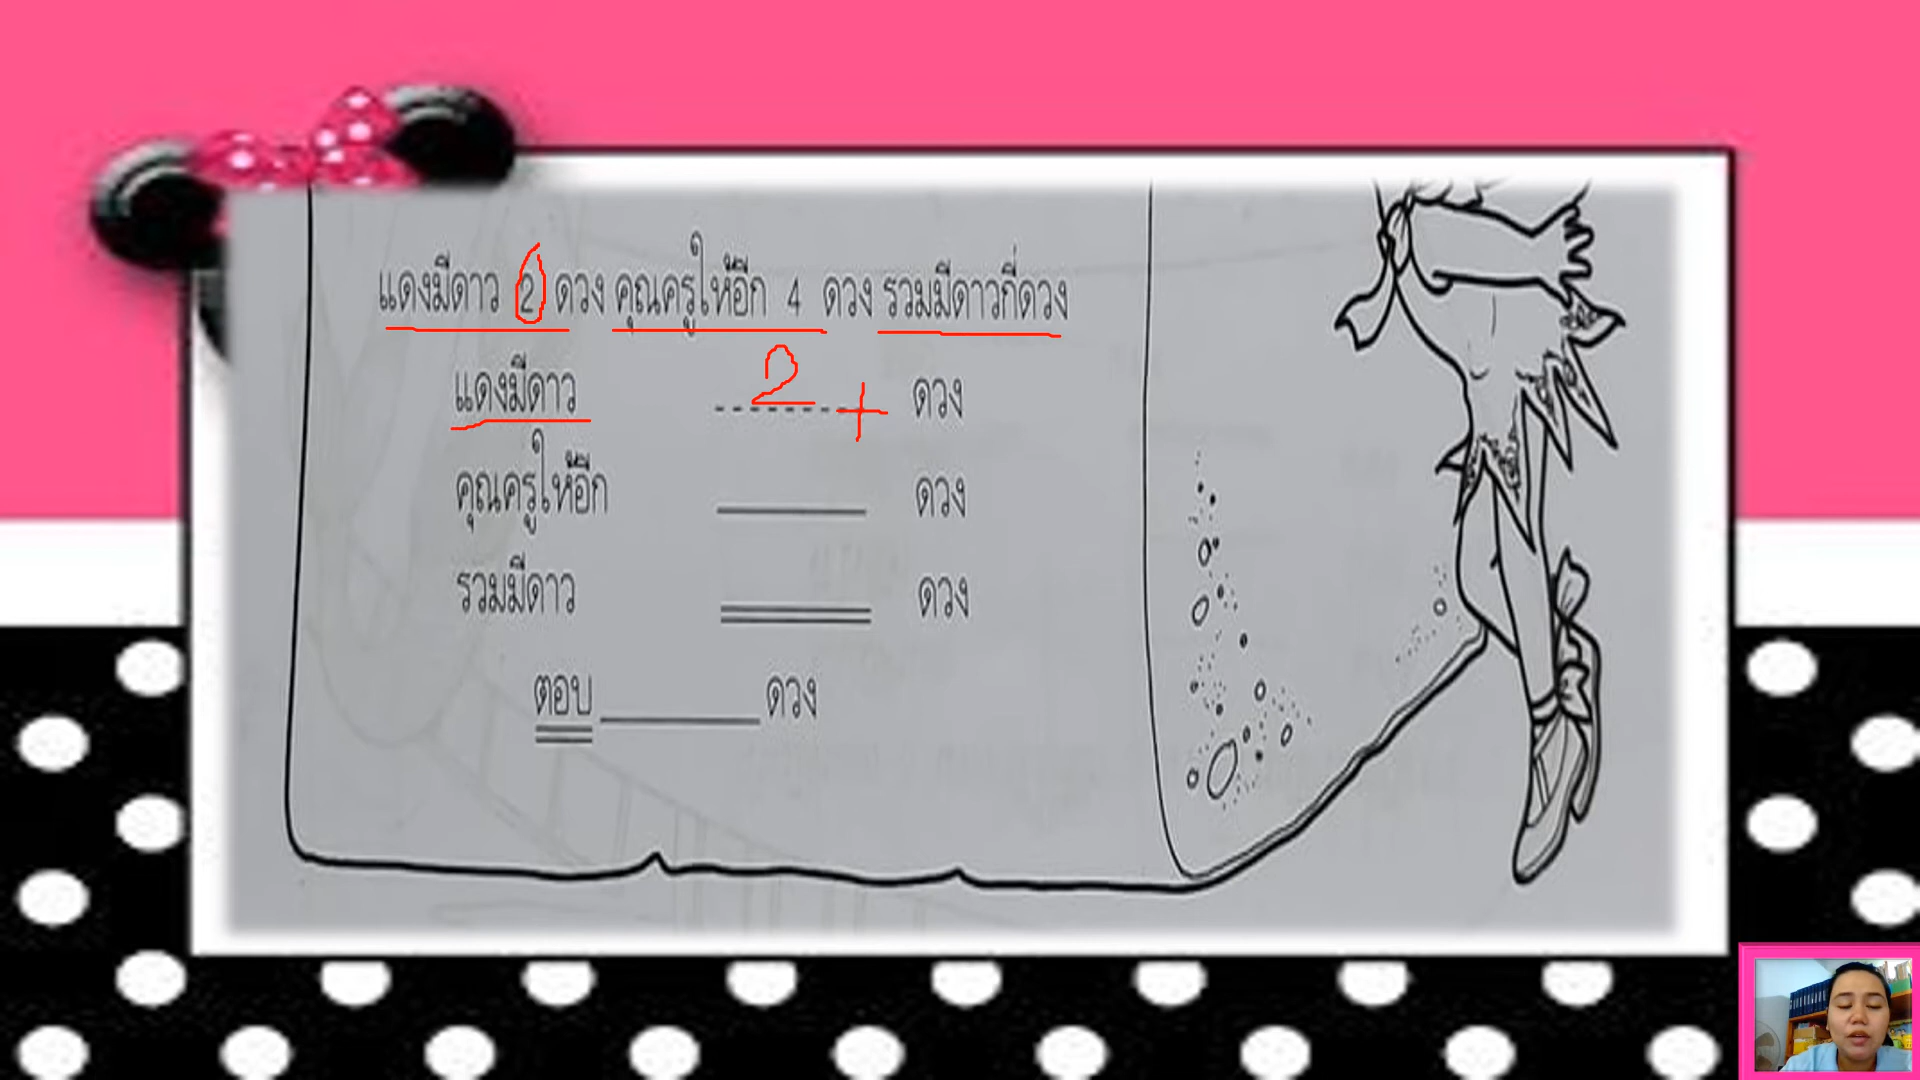 แดงมีดาว 2 ดวง คุณครูให้อีก 4 ดวง รวมมีดาวกี่ดวง
แดงมีดาว 2 + ดวง
คุณครูให้อีก ______ ดวง
รวมมีดาว ______ ดวง
ตอบ ______ ดวง